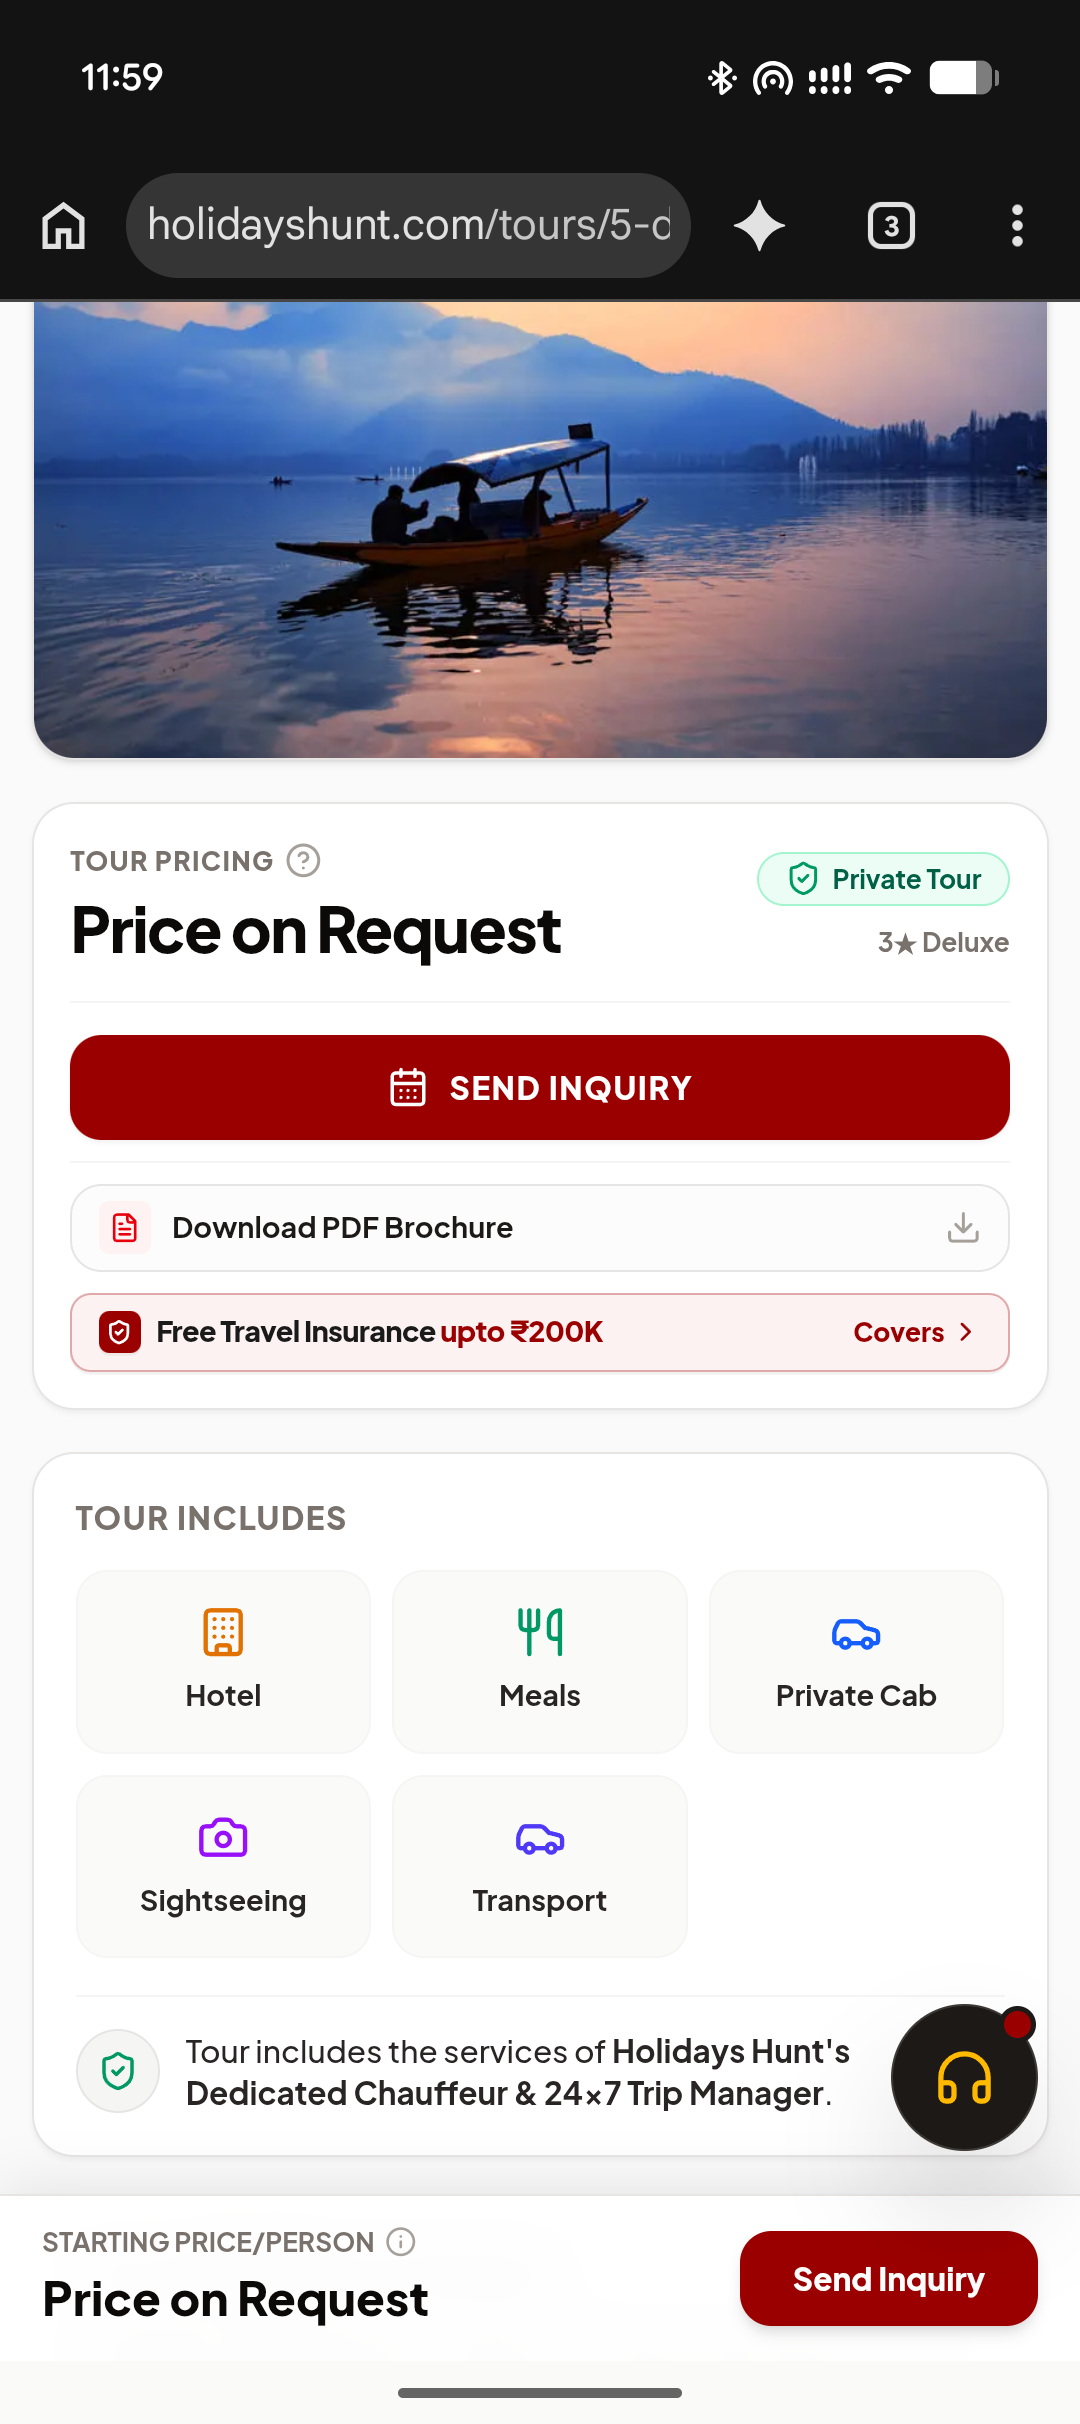 11:59
holidayshunt.com/tours/5-d
3
TOUR PRICING
Private Tour
Price on Request
3★ Deluxe
SEND INQUIRY
Download PDF Brochure
Free Travel Insurance upto ₹200K
Covers
TOUR INCLUDES
Hotel
Meals
Private Cab
Sightseeing
Transport
Tour includes the services of Holidays Hunt's
Dedicated Chauffeur & 24×7 Trip Manager.
STARTING PRICE/PERSON
Price on Request
Send Inquiry